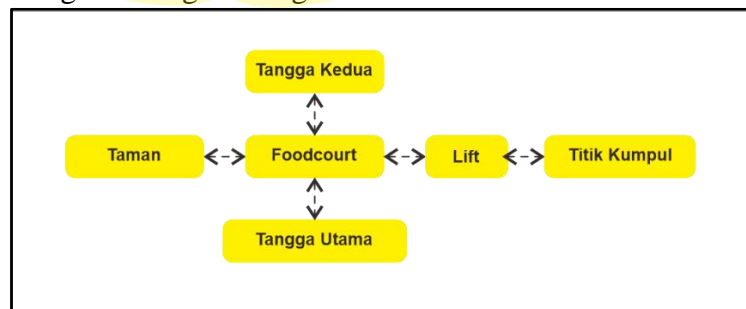 Tangga Kedua
Taman
Foodcourt
Lift
Titik Kumpul
Tangga Utama